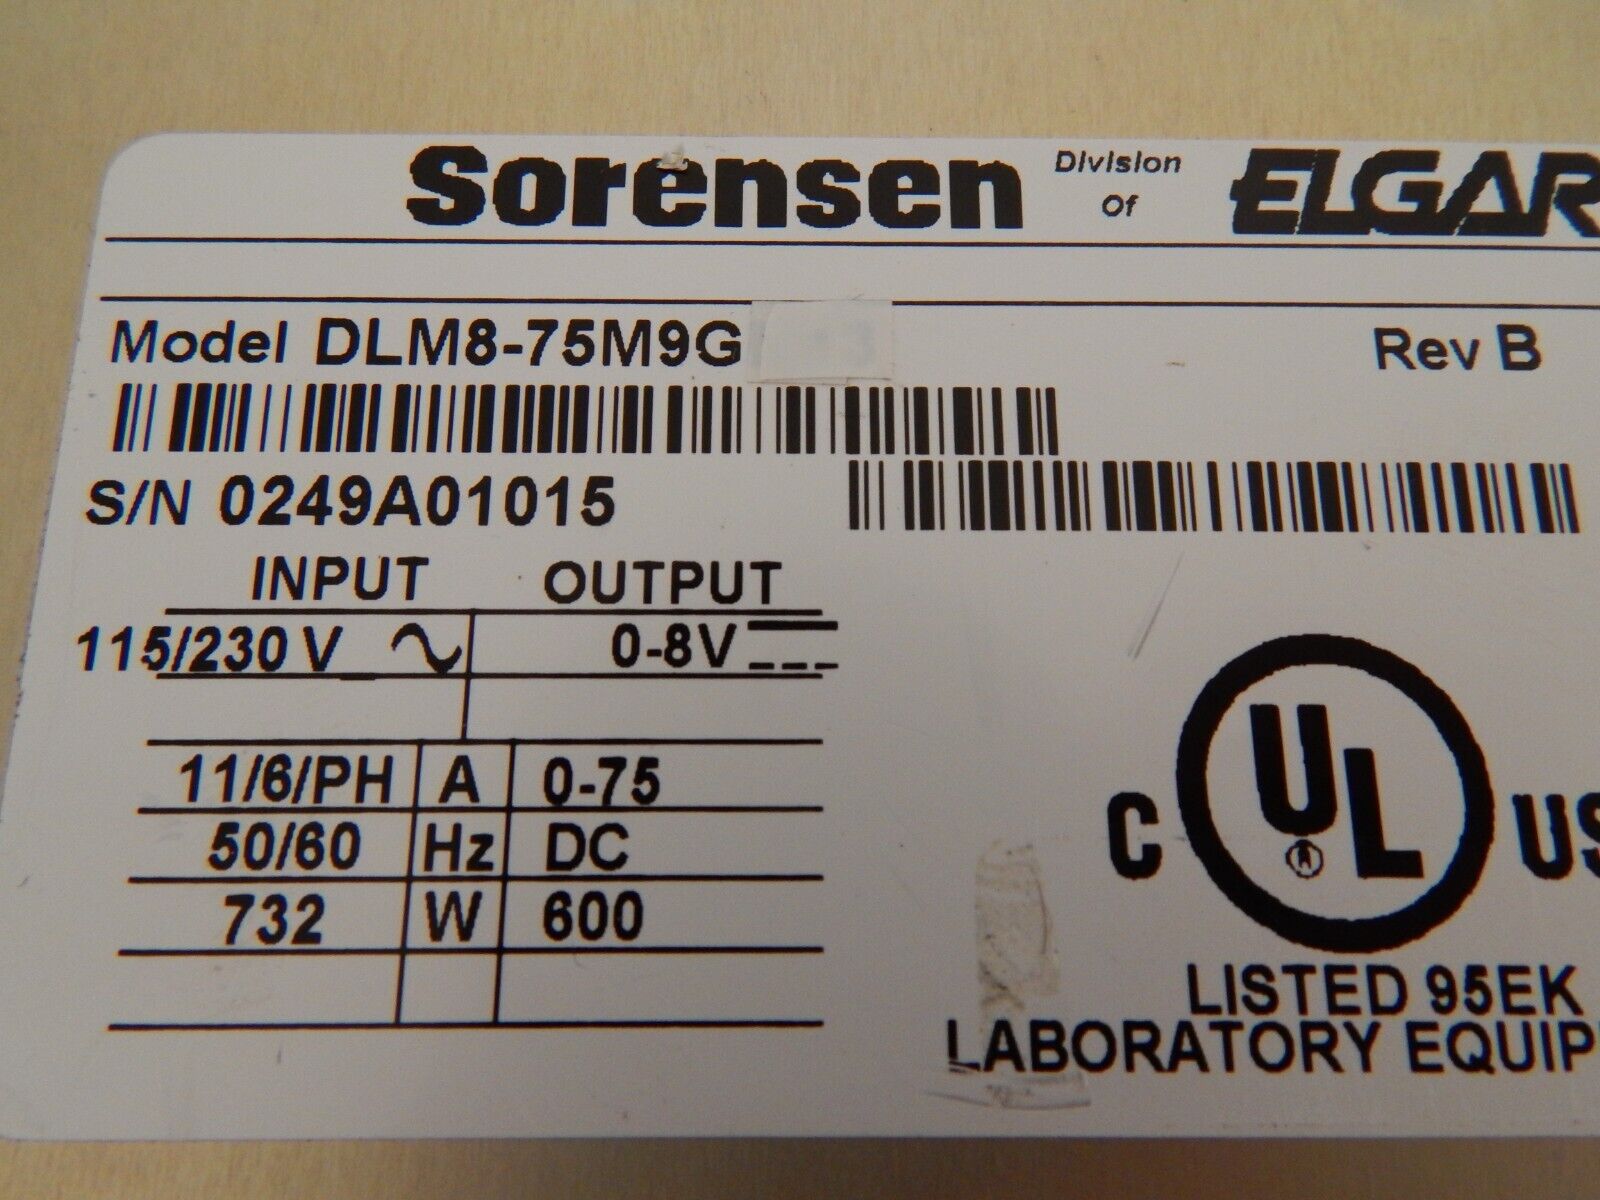 Sorensen Division Of ELGAR
Model DLM8-75M9G Rev B
S/N 0249A01015
INPUT OUTPUT
115/230 V 0-8V
11/6/PH A 0-75
50/60 Hz DC
732 W 600
C UL US
®
LISTED 95EK
LABORATORY EQUIP